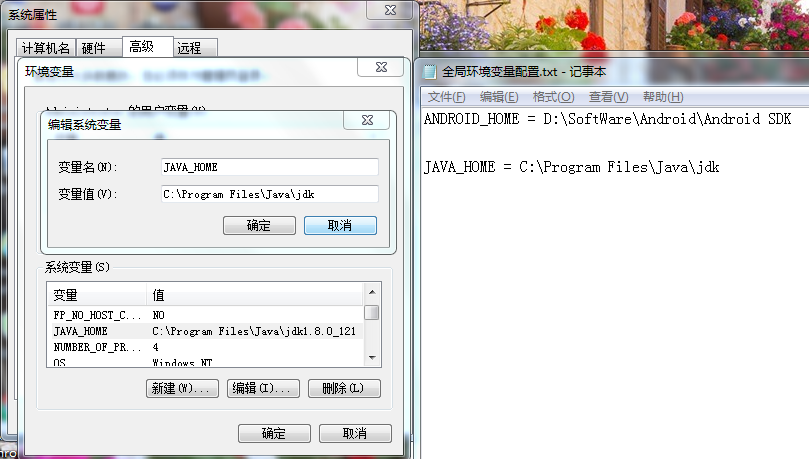 系统属性
计算机名
硬件
高级
远程
环境变量
的用户变量(U)
编辑系统变量
变量名(N):
JAVA_HOME
变量值(V):
C:\Program Files\Java\jdk
确定
取消
系统变量(S)
变量
值
FP_NO_HOST_C...
NO
JAVA_HOME
C:\Program Files\Java\jdk1.8.0_121
NUMBER_OF_PR...
4
OS
Windows_NT
新建(W)...
编辑(I)...
删除(L)
确定
取消
全局环境变量配置.txt - 记事本
文件(F)
编辑(E)
格式(O)
查看(V)
帮助(H)
ANDROID_HOME = D:\SoftWare\Android\Android SDK
JAVA_HOME = C:\Program Files\Java\jdk